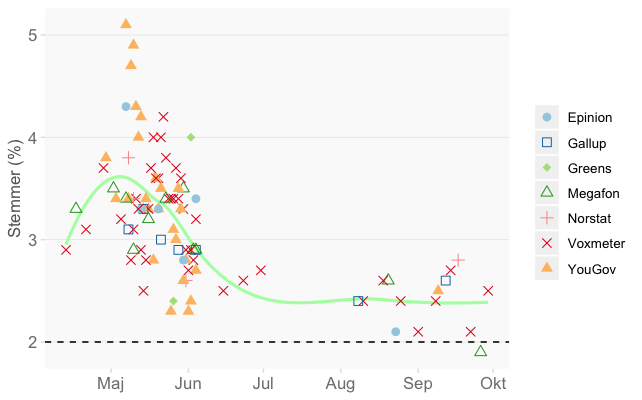 Stemmer (%)
5
4
3
2
Maj Jun Jul Aug Sep Okt
Epinion
Gallup
Greens
Megafon
Norstat
Voxmeter
YouGov